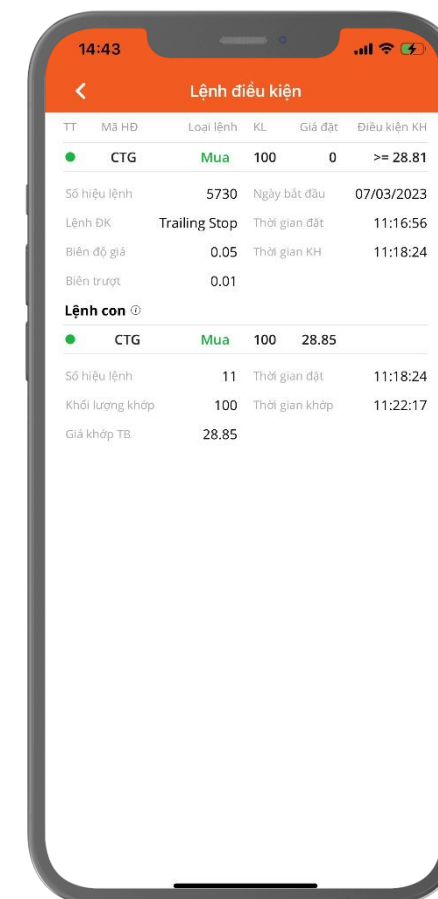 14:43
Lệnh điều kiện
TT Mã HĐ Loại lệnh KL Giá đặt Điều kiện KH
CTG Mua 100 0 >= 28.81
Số hiệu lệnh 5730 Ngày bắt đầu 07/03/2023
Lệnh ĐK Trailing Stop Thời gian đặt 11:16:56
Biên độ giá 0.05 Thời gian KH 11:18:24
Biên trượt 0.01
Lệnh con
CTG Mua 100 28.85
Số hiệu lệnh 11 Thời gian đặt 11:18:24
Khối lượng khớp 100 Thời gian khớp 11:22:17
Giá khớp TB 28.85